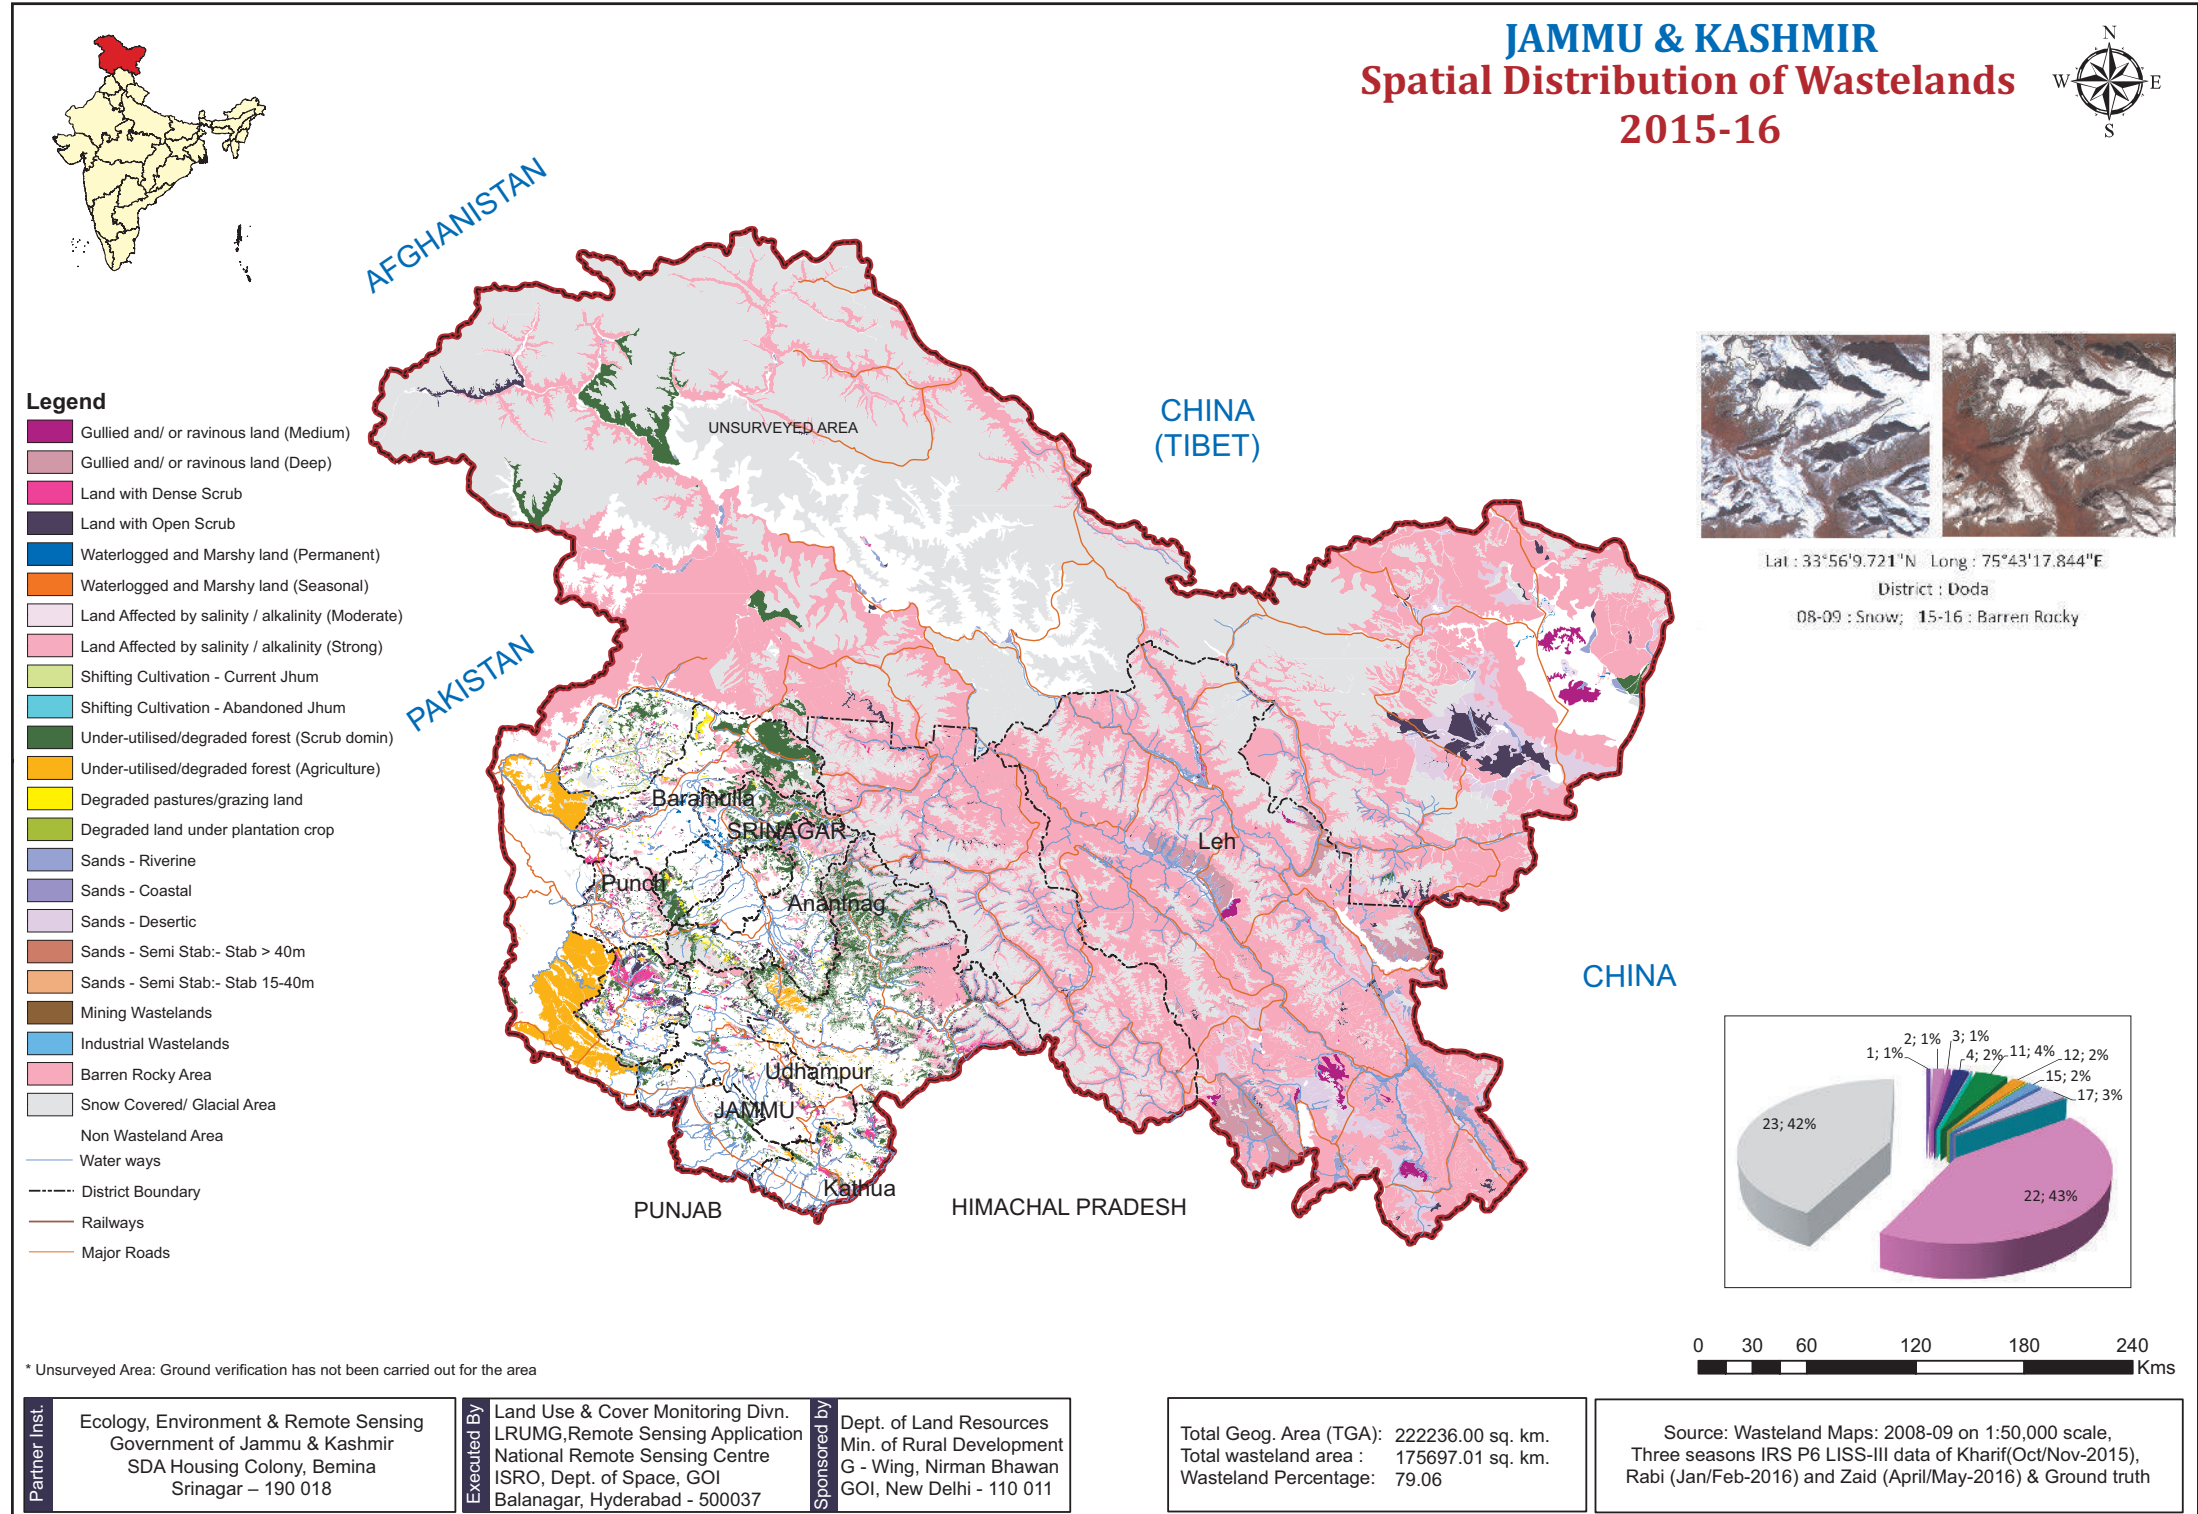 JAMMU & KASHMIR
Spatial Distribution of Wastelands
2015-16
N
W
E
S
AFGHANISTAN
CHINA
(TIBET)
UNSURVEYED AREA
PAKISTAN
CHINA
Baramulla
SRINAGAR
Punch
Anantnag
Leh
Udhampur
JAMMU
Kathua
PUNJAB
HIMACHAL PRADESH
Legend
Gullied and/ or ravinous land (Medium)
Gullied and/ or ravinous land (Deep)
Land with Dense Scrub
Land with Open Scrub
Waterlogged and Marshy land (Permanent)
Waterlogged and Marshy land (Seasonal)
Land Affected by salinity / alkalinity (Moderate)
Land Affected by salinity / alkalinity (Strong)
Shifting Cultivation - Current Jhum
Shifting Cultivation - Abandoned Jhum
Under-utilised/degraded forest (Scrub domin)
Under-utilised/degraded forest (Agriculture)
Degraded pastures/grazing land
Degraded land under plantation crop
Sands - Riverine
Sands - Coastal
Sands - Desertic
Sands - Semi Stab:- Stab > 40m
Sands - Semi Stab:- Stab 15-40m
Mining Wastelands
Industrial Wastelands
Barren Rocky Area
Snow Covered/ Glacial Area
Non Wasteland Area
Water ways
District Boundary
Railways
Major Roads
Lat : 33°56'9.721"N Long : 75°43'17.844"E
District : Doda
08-09 : Snow; 15-16 : Barren Rocky
1; 1%
2; 1%
3; 1%
4; 2%
11; 4%
12; 2%
15; 2%
17; 3%
23; 42%
22; 43%
0 30 60 120 180 240
Kms
* Unsurveyed Area: Ground verification has not been carried out for the area
Partner Inst.
Ecology, Environment & Remote Sensing
Government of Jammu & Kashmir
SDA Housing Colony, Bemina
Srinagar – 190 018
Executed By
Land Use & Cover Monitoring Divn.
LRUMG,Remote Sensing Application
National Remote Sensing Centre
ISRO, Dept. of Space, GOI
Balanagar, Hyderabad - 500037
Sponsored by
Dept. of Land Resources
Min. of Rural Development
G - Wing, Nirman Bhawan
GOI, New Delhi - 110 011
Total Geog. Area (TGA): 222236.00 sq. km.
Total wasteland area : 175697.01 sq. km.
Wasteland Percentage: 79.06
Source: Wasteland Maps: 2008-09 on 1:50,000 scale,
Three seasons IRS P6 LISS-III data of Kharif(Oct/Nov-2015),
Rabi (Jan/Feb-2016) and Zaid (April/May-2016) & Ground truth